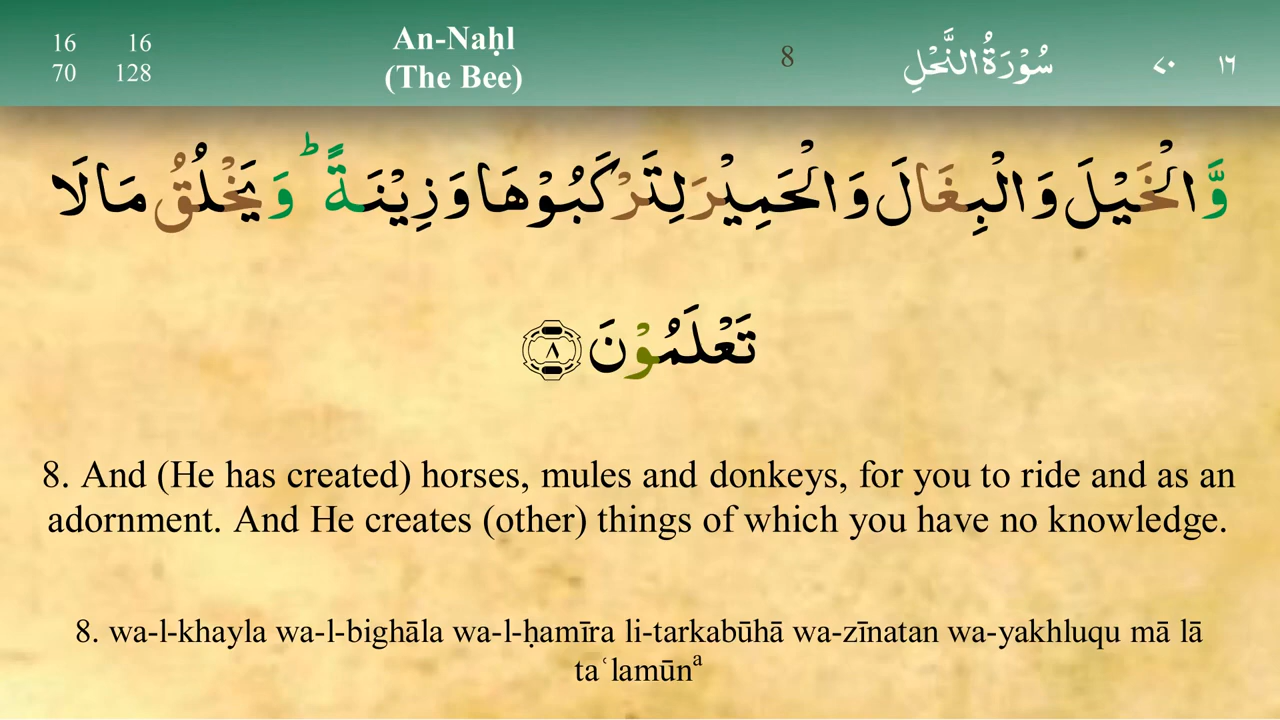 16 16 An-Naḥl 8 سُوْرَةُ النَّحْلِ ٧٠ ١٦
70 128 (The Bee)
وَّالْخَيْلَ وَالْبِغَالَ وَالْحَمِيْرَ لِتَرْكَبُوْهَا وَزِيْنَةً ؕ وَيَخْلُقُ مَا لَا
تَعْلَمُوْنَ ٨
8. And (He has created) horses, mules and donkeys, for you to ride and as an
adornment. And He creates (other) things of which you have no knowledge.
8. wa-l-khayla wa-l-bighāla wa-l-ḥamīra li-tarkabūhā wa-zīnatan wa-yakhluqu mā lā
taʿlamūnᵃ